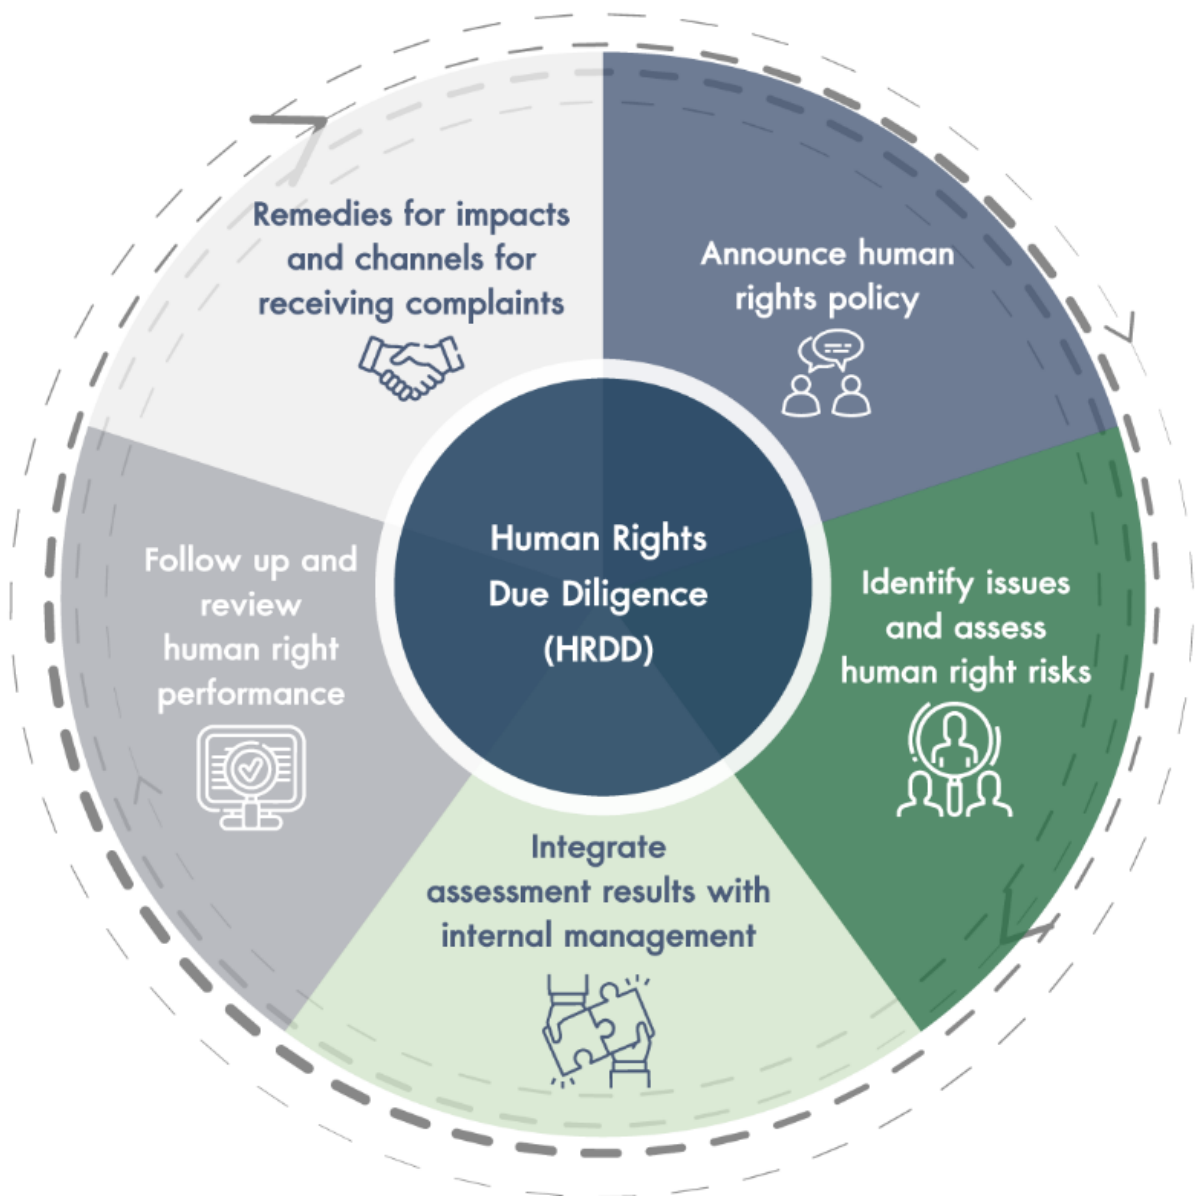 Remedies for impacts
and channels for
receiving complaints
Announce human
rights policy
Human Rights
Due Diligence
(HRDD)
Follow up and
review
human right
performance
Identify issues
and assess
human right risks
Integrate
assessment results with
internal management